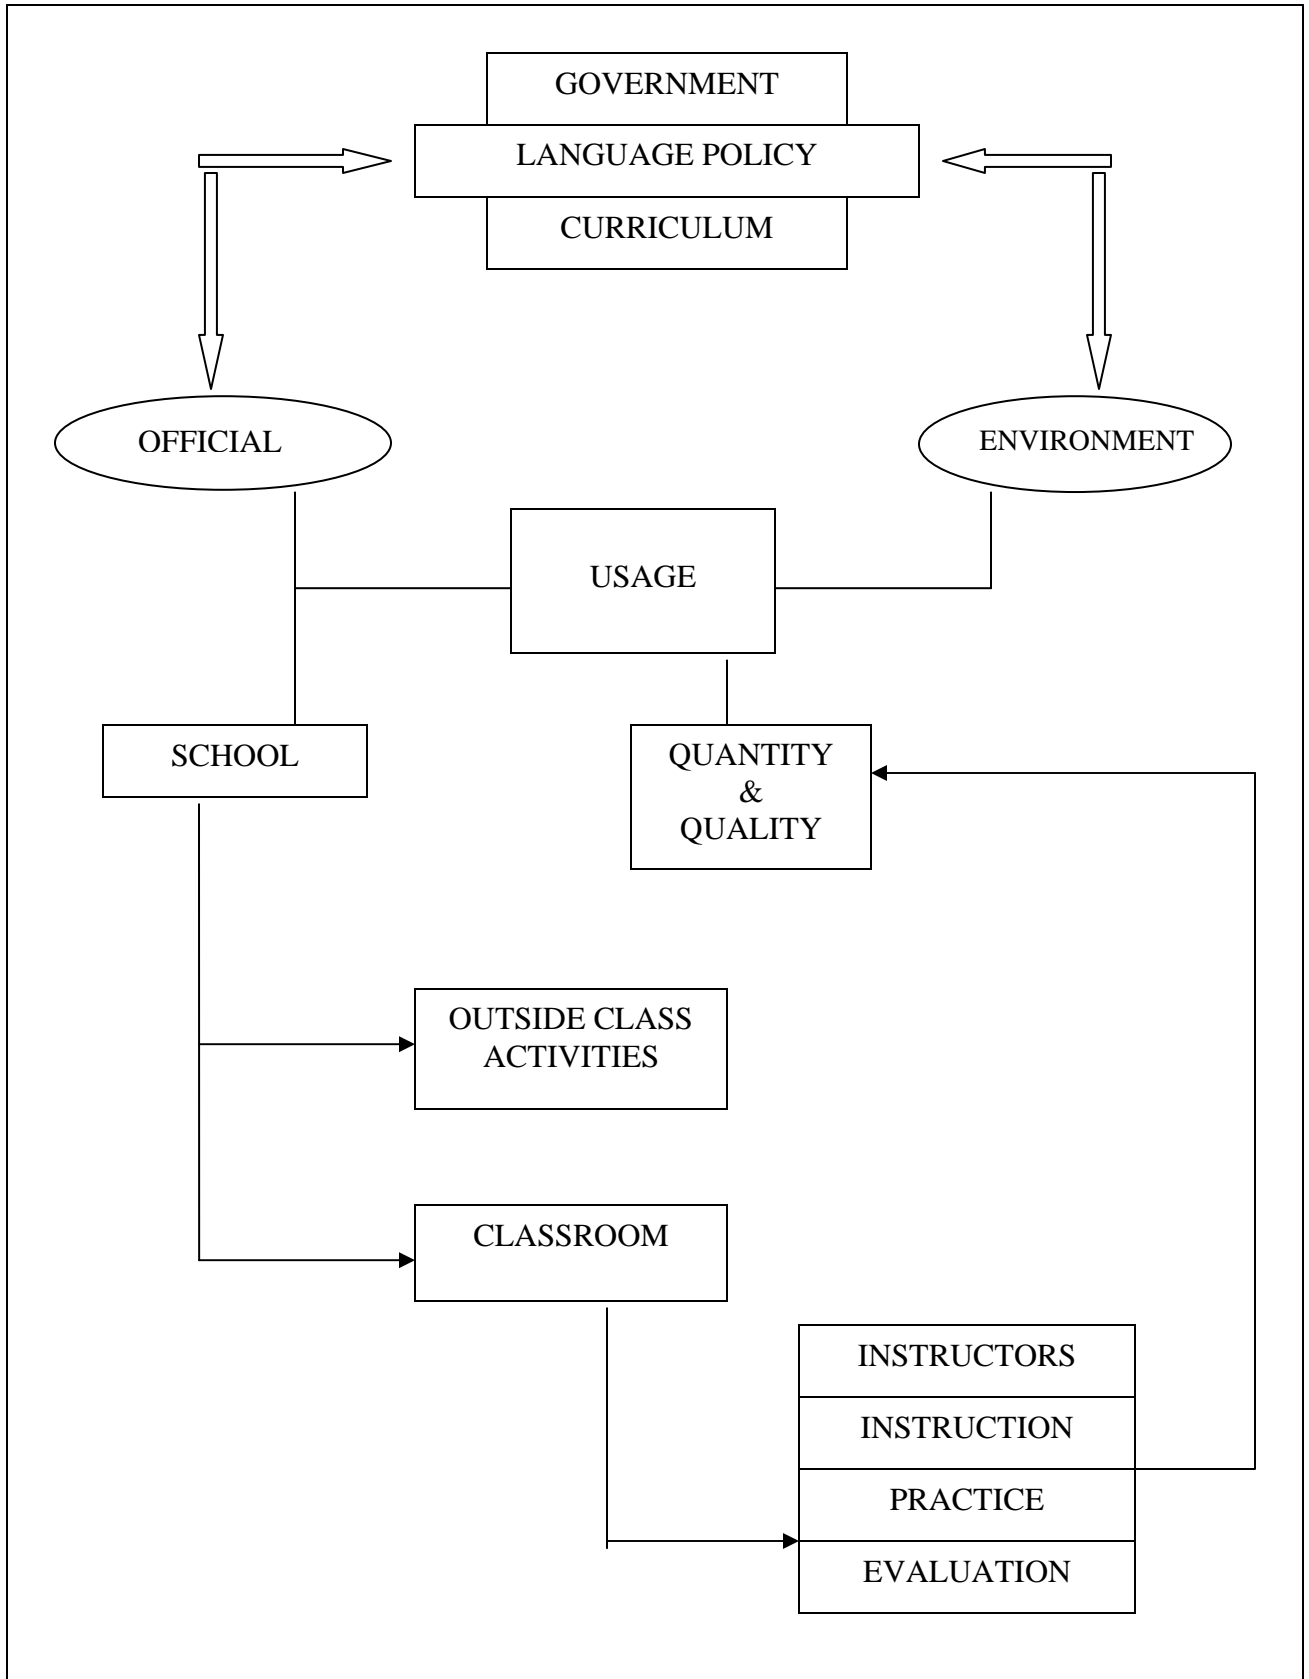 GOVERNMENT
LANGUAGE POLICY
CURRICULUM
OFFICIAL
ENVIRONMENT
USAGE
SCHOOL
QUANTITY
&
QUALITY
OUTSIDE CLASS
ACTIVITIES
CLASSROOM
INSTRUCTORS
INSTRUCTION
PRACTICE
EVALUATION